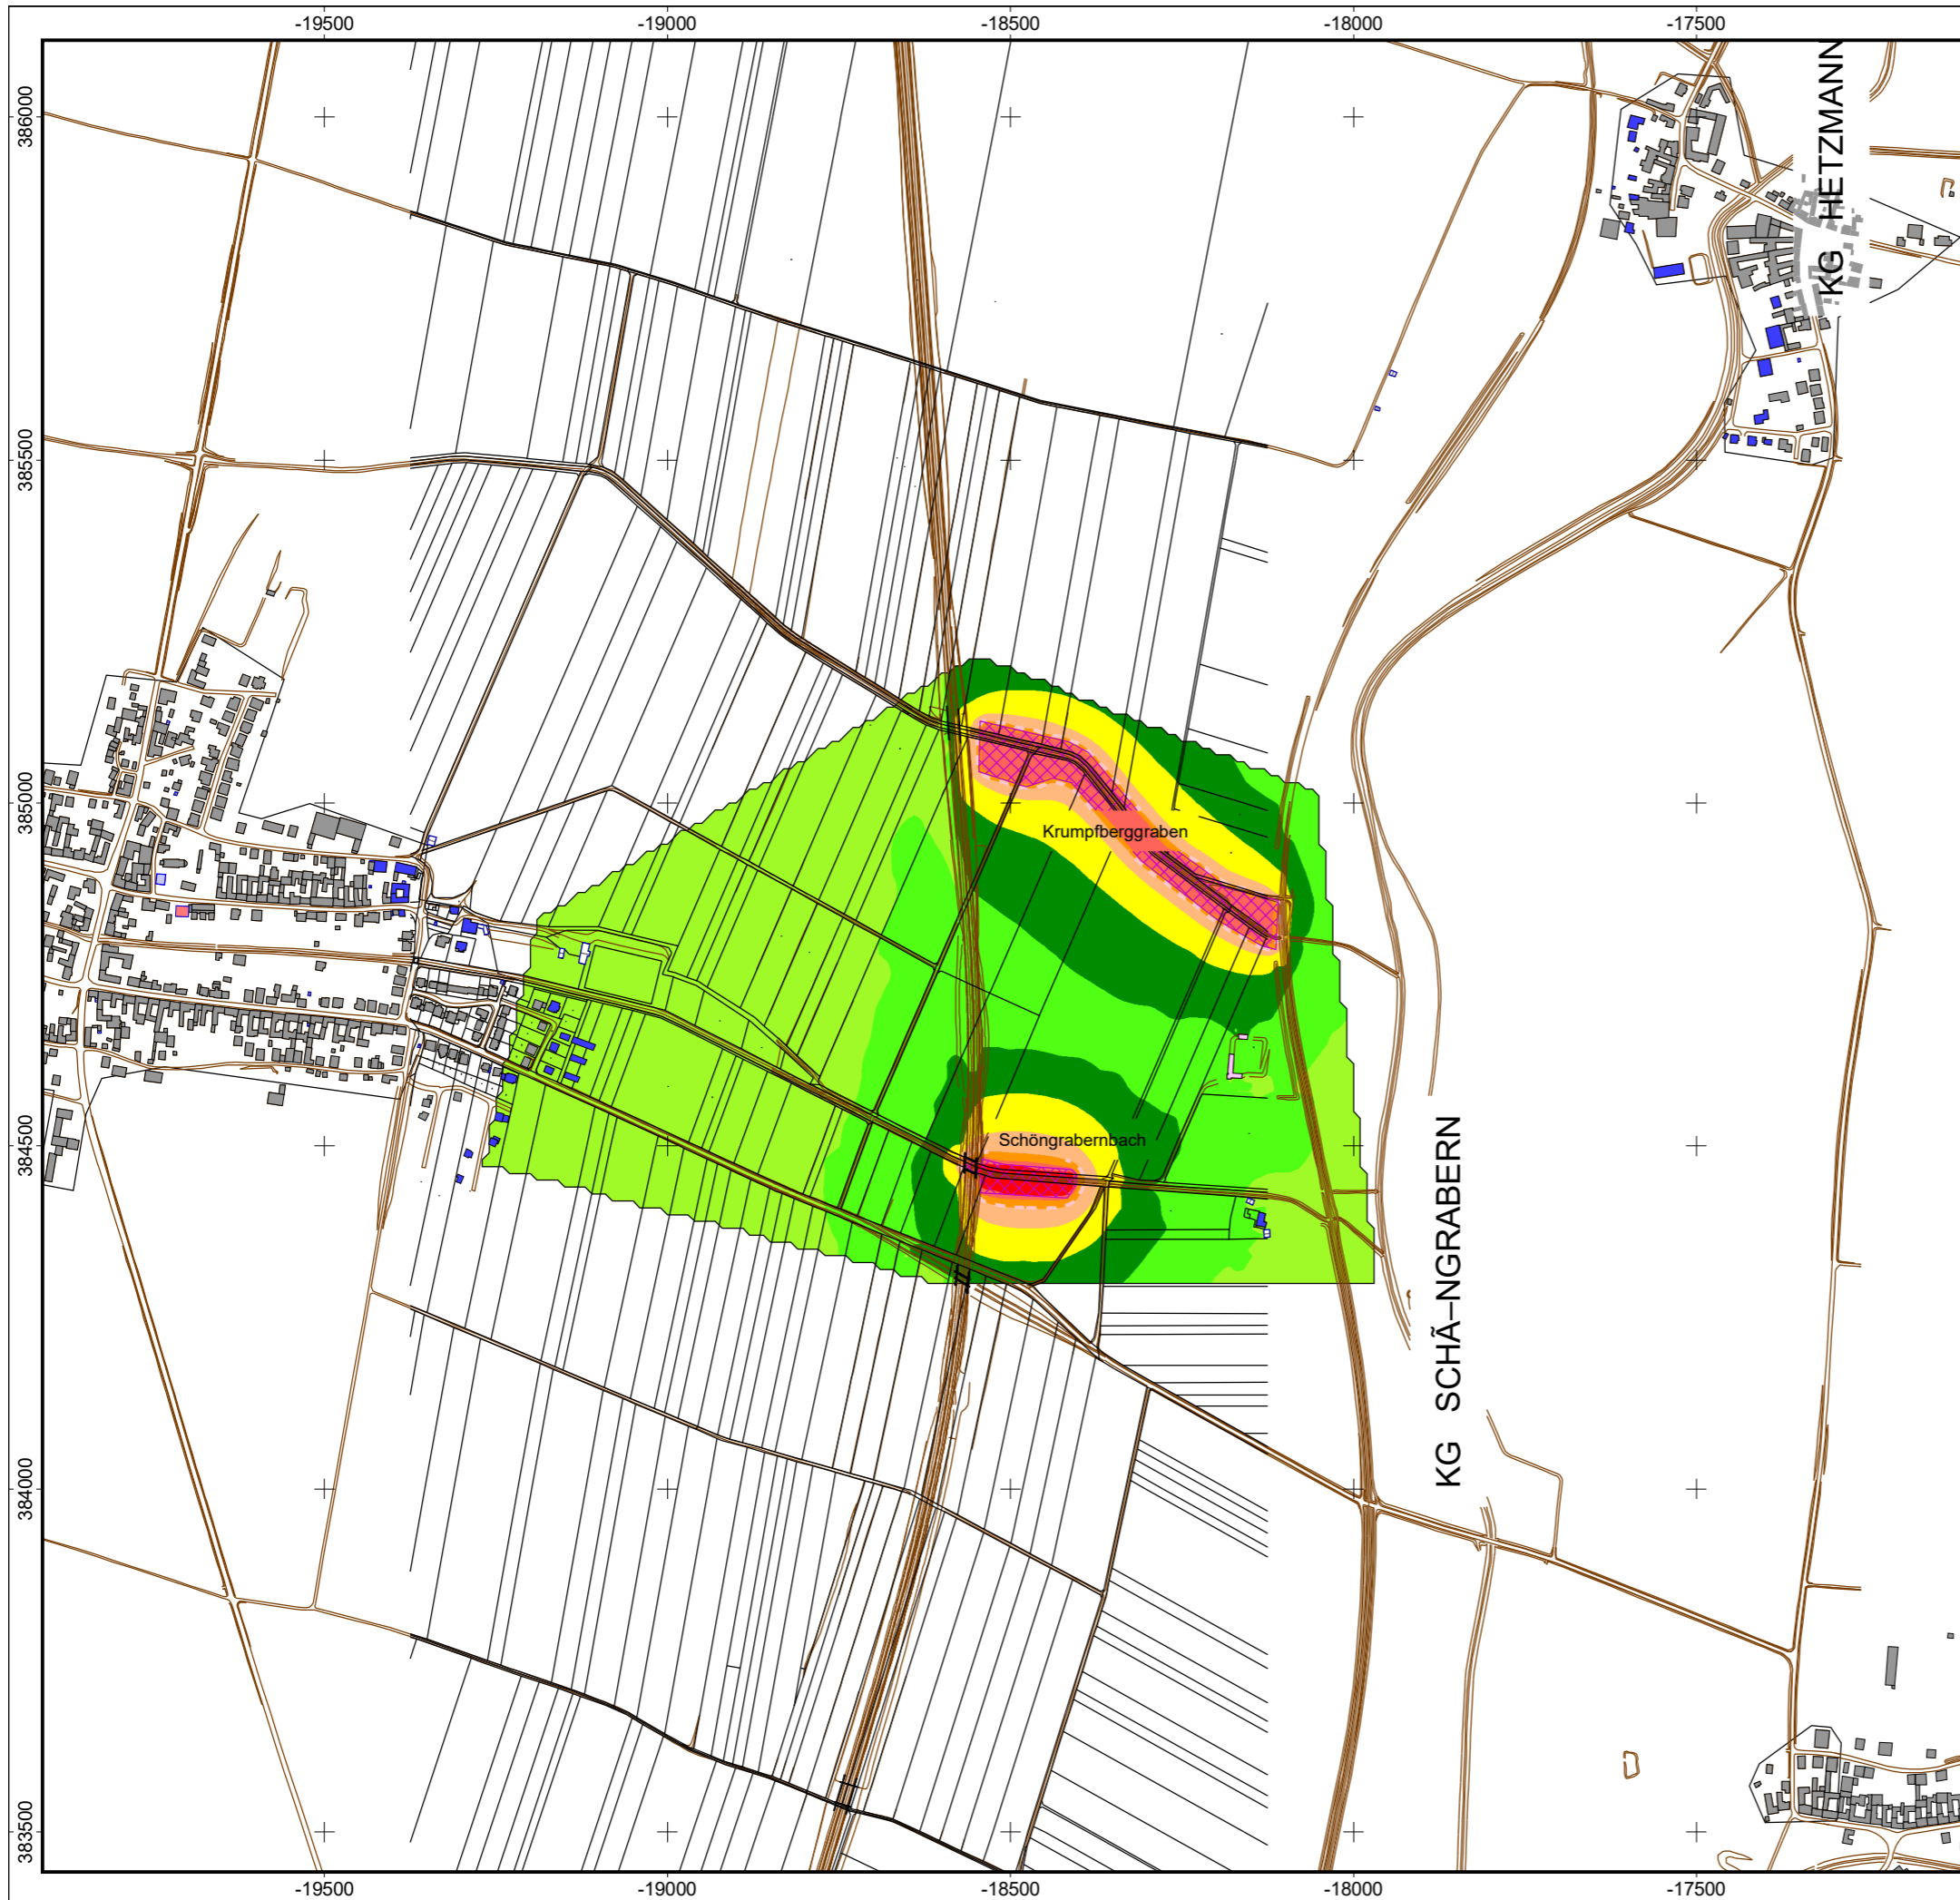 -19500 -19000 -18500 -18000 -17500
386000
385500
385000
384500
384000
383500
KG HETZMANN
Krumpfberggraben
Schöngrabernbach
KG SCHÃ–NGRABERN
-19500 -19000 -18500 -18000 -17500